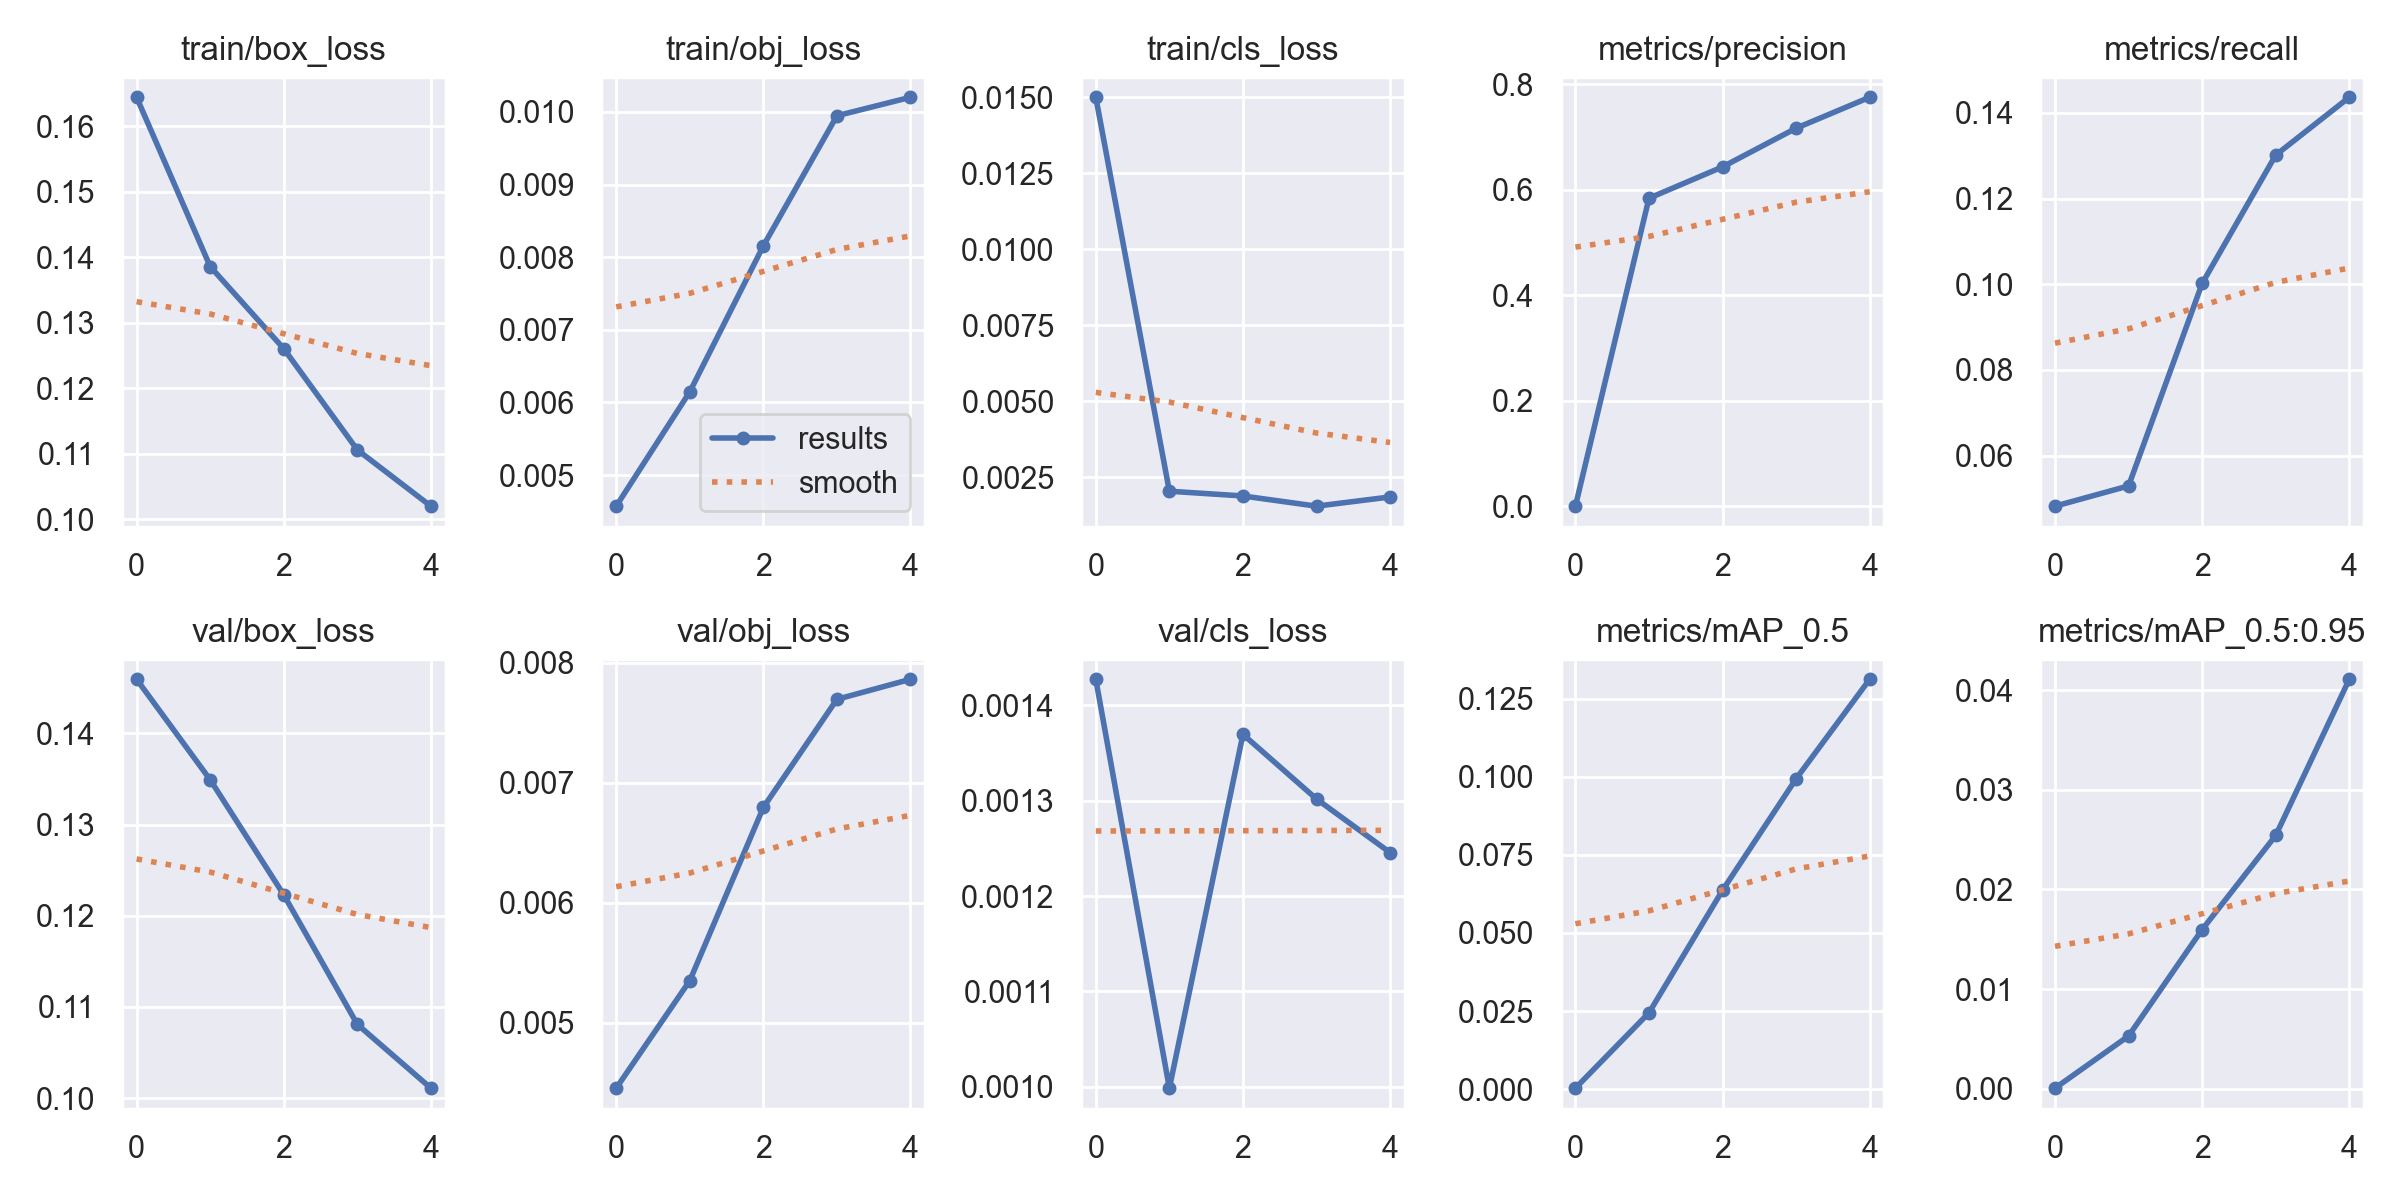 train/box_loss
0.16
0.15
0.14
0.13
0.12
0.11
0.10
0 2 4
train/obj_loss
0.010
0.009
0.008
0.007
0.006
0.005
results
smooth
0 2 4
train/cls_loss
0.0150
0.0125
0.0100
0.0075
0.0050
0.0025
0 2 4
metrics/precision
0.8
0.6
0.4
0.2
0.0
0 2 4
metrics/recall
0.14
0.12
0.10
0.08
0.06
0 2 4
val/box_loss
0.14
0.13
0.12
0.11
0.10
0 2 4
val/obj_loss
0.008
0.007
0.006
0.005
0 2 4
val/cls_loss
0.0014
0.0013
0.0012
0.0011
0.0010
0 2 4
metrics/mAP_0.5
0.125
0.100
0.075
0.050
0.025
0.000
0 2 4
metrics/mAP_0.5:0.95
0.04
0.03
0.02
0.01
0.00
0 2 4